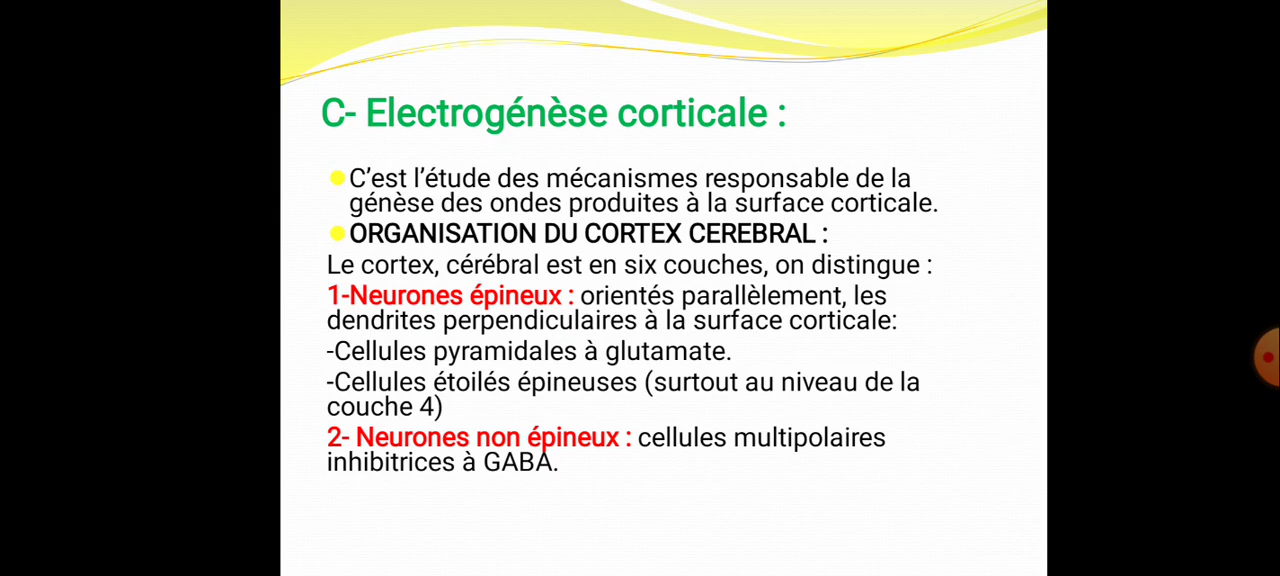 C- Electrogénèse corticale :
C’est l’étude des mécanismes responsable de la
génèse des ondes produites à la surface corticale.
ORGANISATION DU CORTEX CEREBRAL :
Le cortex, cérébral est en six couches, on distingue :
1-Neurones épineux : orientés parallèlement, les
dendrites perpendiculaires à la surface corticale:
-Cellules pyramidales à glutamate.
-Cellules étoilés épineuses (surtout au niveau de la
couche 4)
2- Neurones non épineux : cellules multipolaires
inhibitrices à GABA.